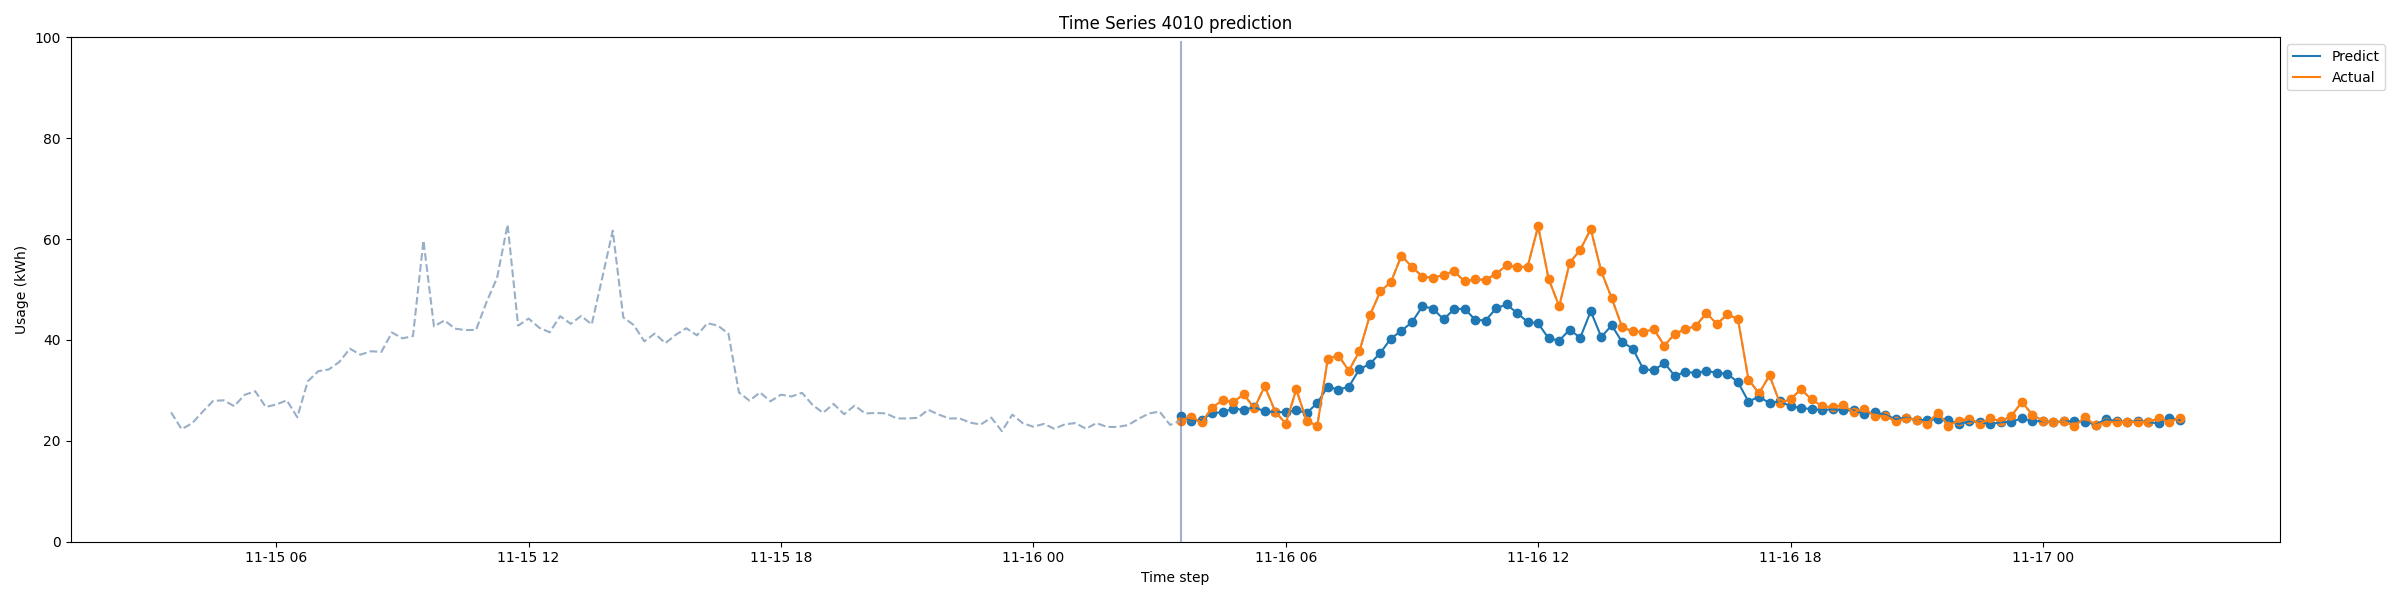 Time Series 4010 prediction
100
80
60
40
20
0
Usage (kWh)
11-15 06
11-15 12
11-15 18
11-16 00
11-16 06
11-16 12
11-16 18
11-17 00
Time step
Predict
Actual